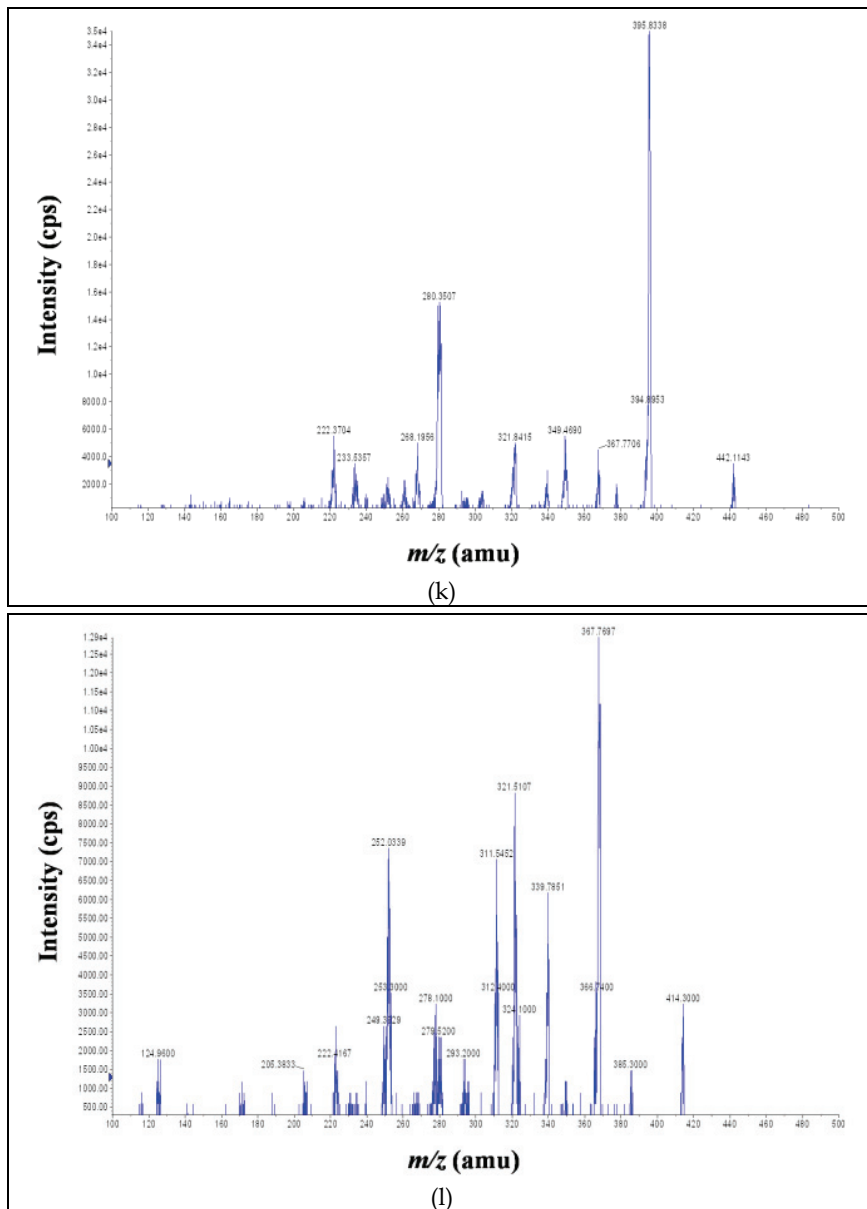 395.8338
3.5e4
3.4e4
3.2e4
3.0e4
2.8e4
2.6e4
2.4e4
2.2e4
2.0e4
1.8e4
1.6e4
1.4e4
1.2e4
1.0e4
8000.0
6000.0
4000.0
2000.0
Intensity (cps)
280.3507
394.8953
222.3704
233.5357
268.1956
321.8415
349.4690
367.7706
442.1143
100 120 140 160 180 200 220 240 260 280 300 320 340 360 380 400 420 440 460 480 500
m/z (amu)
(k)
367.7697
1.29e4
1.25e4
1.20e4
1.15e4
1.10e4
1.05e4
1.00e4
9500.00
9000.00
8500.00
8000.00
7500.00
7000.00
6500.00
6000.00
5500.00
5000.00
4500.00
4000.00
3500.00
3000.00
2500.00
2000.00
1500.00
1000.00
500.00
Intensity (cps)
321.5107
252.0339
311.5452
339.7851
253.3000
312.4000
366.7400
278.1000
324.1000
414.3000
222.4167
279.5200
124.9600
205.3833
293.2000
385.3000
100 120 140 160 180 200 220 240 260 280 300 320 340 360 380 400 420 440 460 480 500
m/z (amu)
(l)